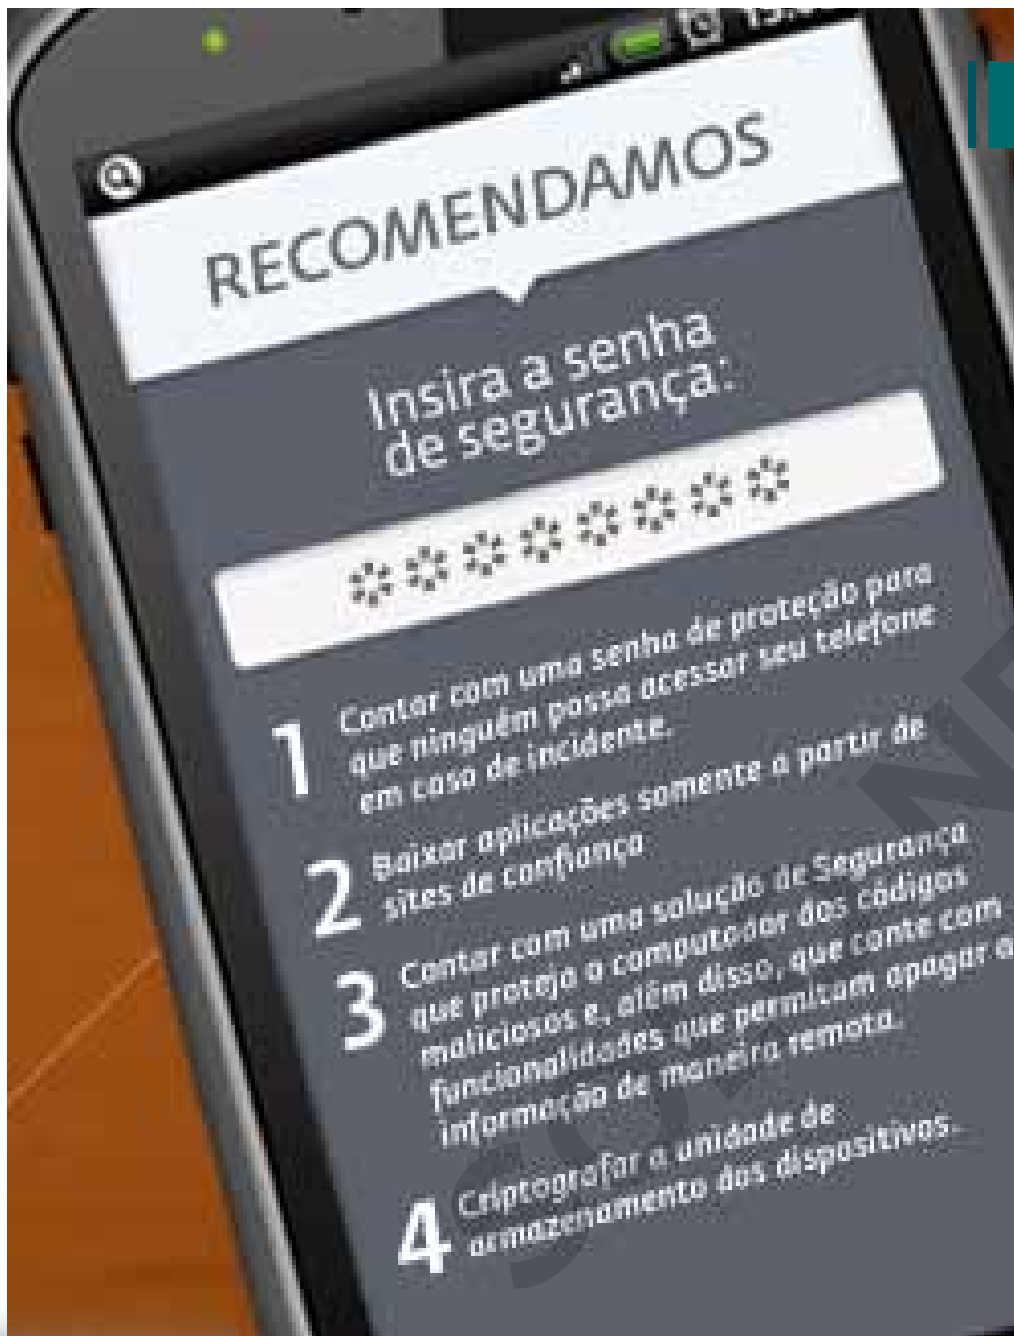 RECOMENDAMOS
Insira a senha
de segurança:
1 Contar com uma senha de proteção para
que ninguém possa acessar seu telefone
em caso de incidente.
2 Baixar aplicações somente a partir de
sites de confiança
3 Contar com uma solução de Segurança
que proteja o computador dos códigos
maliciosos e, além disso, que conte com
funcionalidades que permitam apagar a
informação de maneira remota.
4 Criptografar a unidade de
armazenamento dos dispositivos.